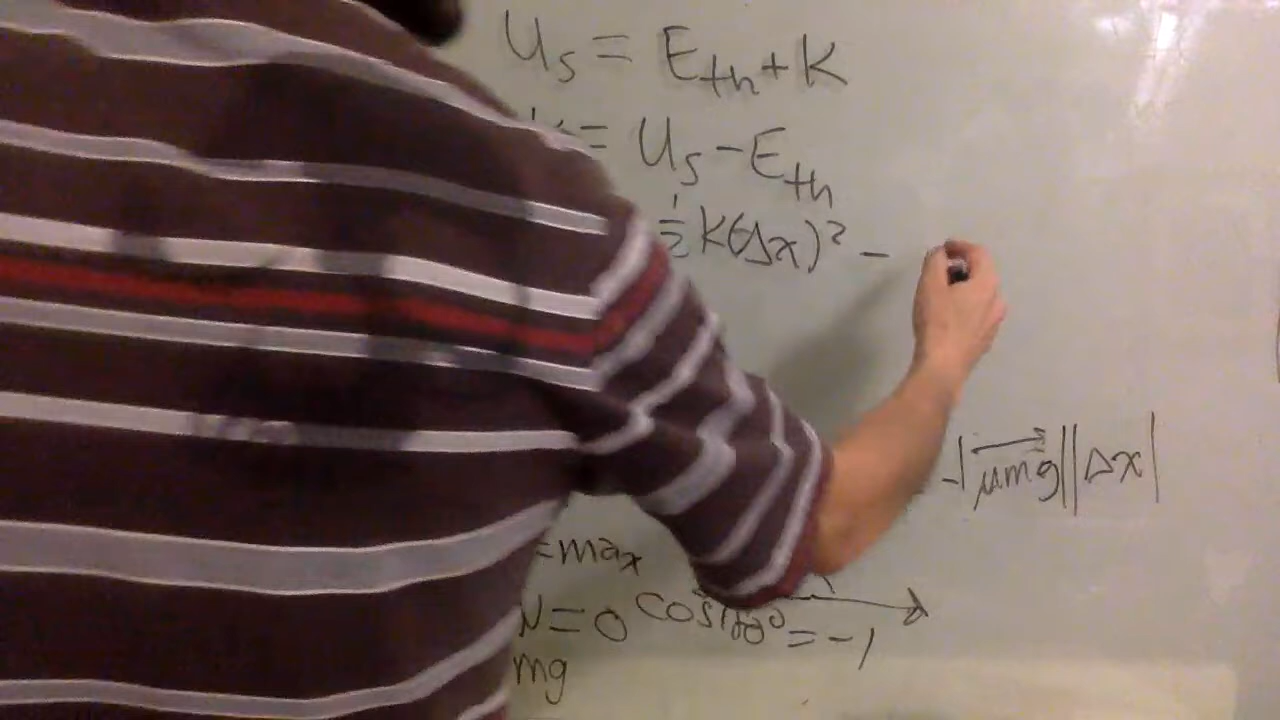 Us = Eth + K
K = Us - Eth
½ K(Δx)² -
-|μmg||Δx|
= max
N = 0 cos180° = -1
mg